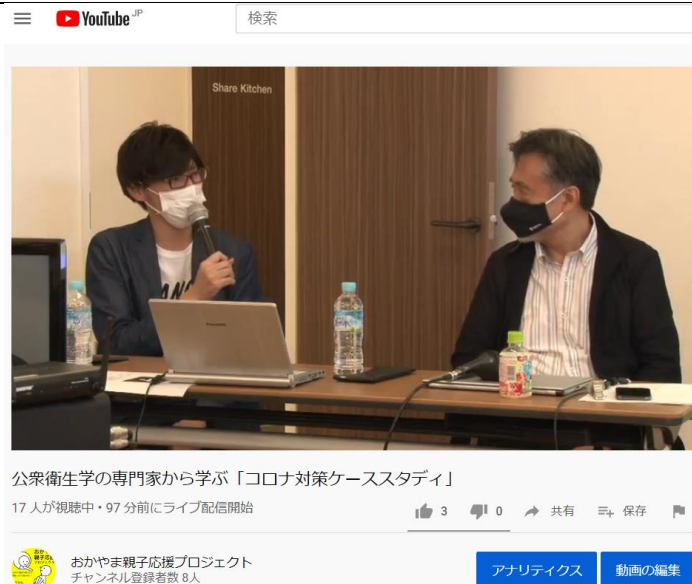 YouTube JP
検索
Share Kitchen
Panasonic
SHURE
公衆衛生学の専門家から学ぶ「コロナ対策ケーススタディ」
17 人が視聴中・97 分前にライブ配信開始
3
0
共有
保存
おかやま親子応援プロジェクト
チャンネル登録者数 8人
アナリティクス
動画の編集